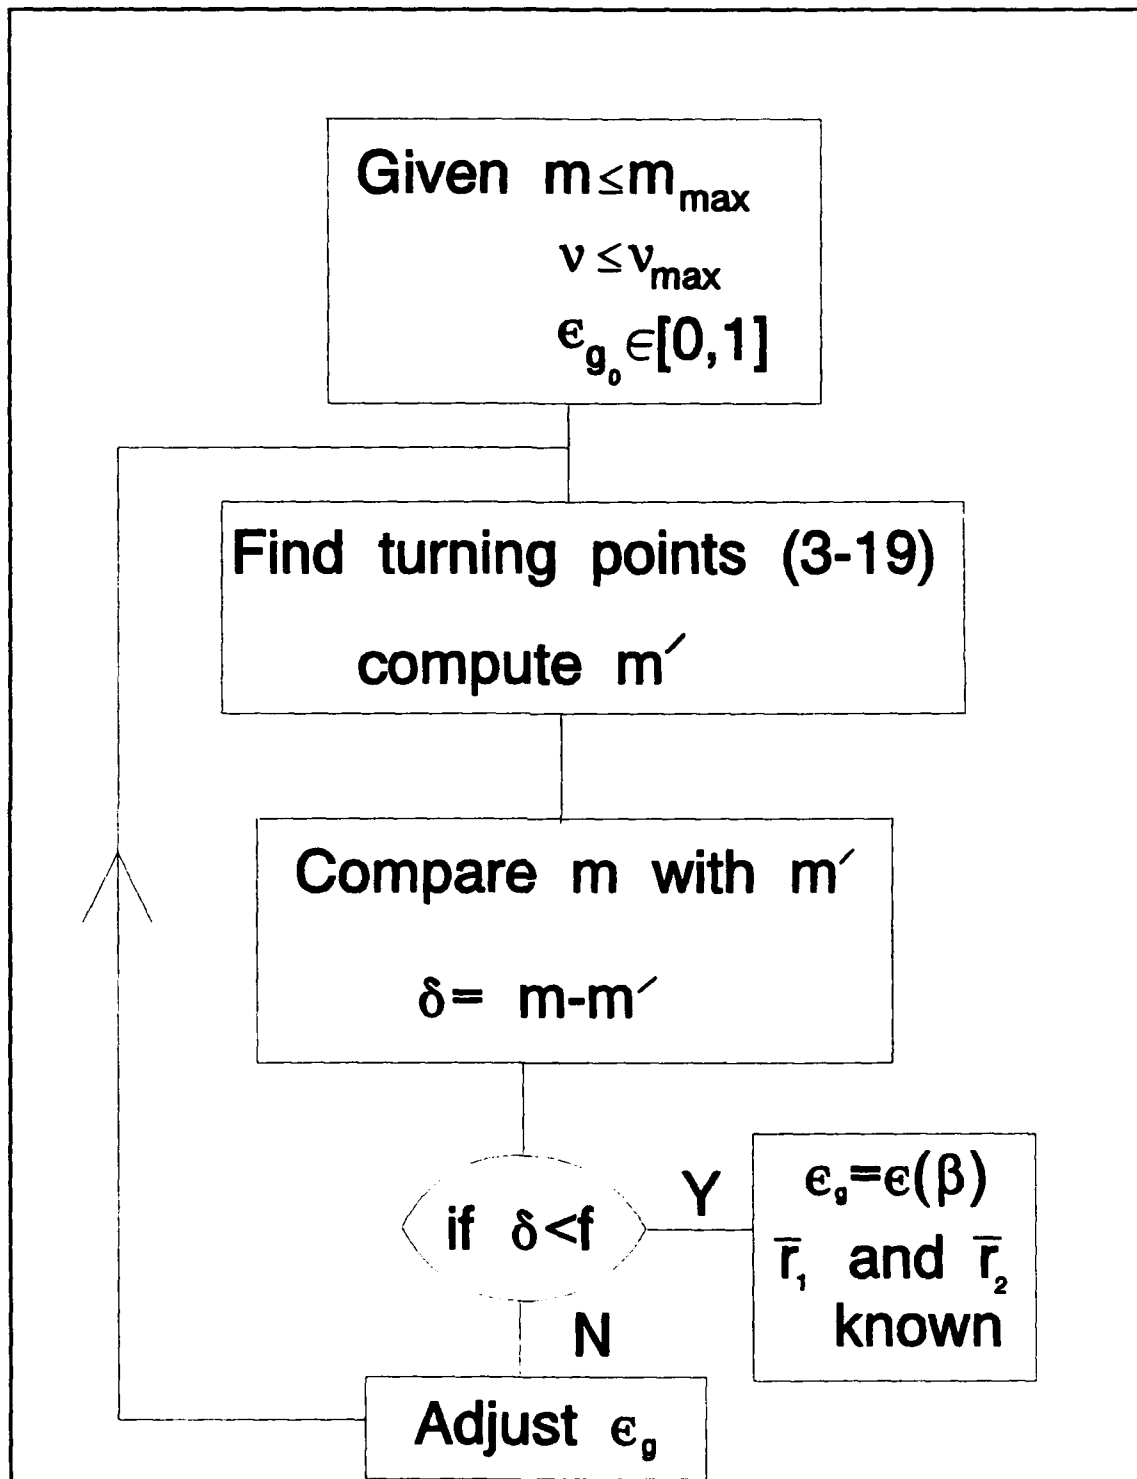 Given m≤m_max
ν≤ν_max
ϵ_g_0∈[0,1]
Find turning points (3-19)
compute m′
Compare m with m′
δ= m-m′
if δ<f
Y
ϵ_g=ϵ(β)
r̅_1 and r̅_2
known
N
Adjust ϵ_g